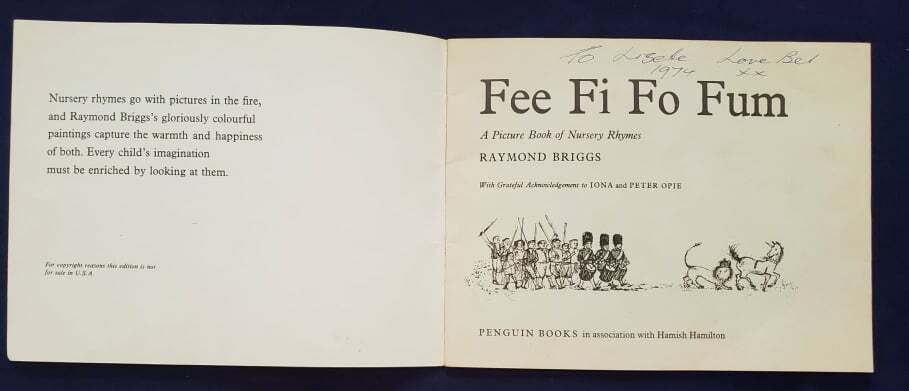 Nursery rhymes go with pictures in the fire,
and Raymond Briggs's gloriously colourful
paintings capture the warmth and happiness
of both. Every child's imagination
must be enriched by looking at them.
For copyright reasons this edition is not
for sale in U.S.A.
To Lisele Love Bel
1974 xx
Fee Fi Fo Fum
A Picture Book of Nursery Rhymes
RAYMOND BRIGGS
With Grateful Acknowledgement to IONA and PETER OPIE
PENGUIN BOOKS in association with Hamish Hamilton